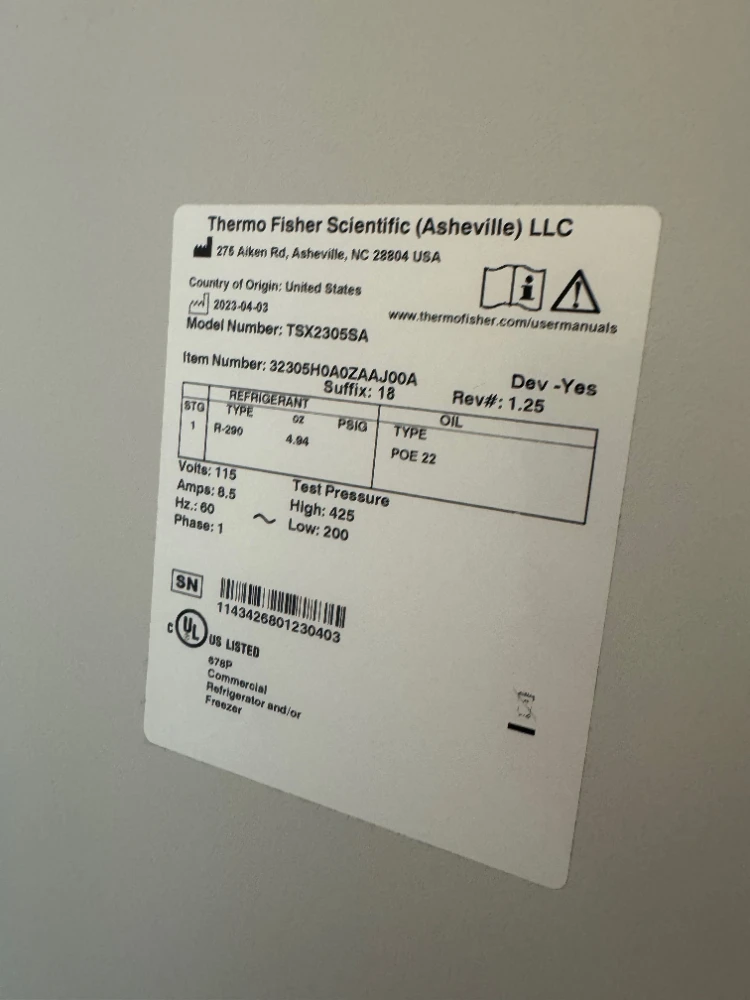 Thermo Fisher Scientific (Asheville) LLC
275 Aiken Rd, Asheville, NC 28804 USA
Country of Origin: United States
2023-04-03
www.thermofisher.com/usermanuals
Model Number: TSX2305SA
Item Number: 32305H0A0ZAAJ00A
Dev -Yes
Suffix: 18
Rev#: 1.25
REFRIGERANT
OIL
STG TYPE OZ PSIG TYPE
1 R-290 4.94 POE 22
Volts: 115
Amps: 8.5
Hz.: 60
Phase: 1
~
Test Pressure
High: 425
Low: 200
SN
1143426801230403
C UL US LISTED
678P
Commercial
Refrigerator and/or
Freezer